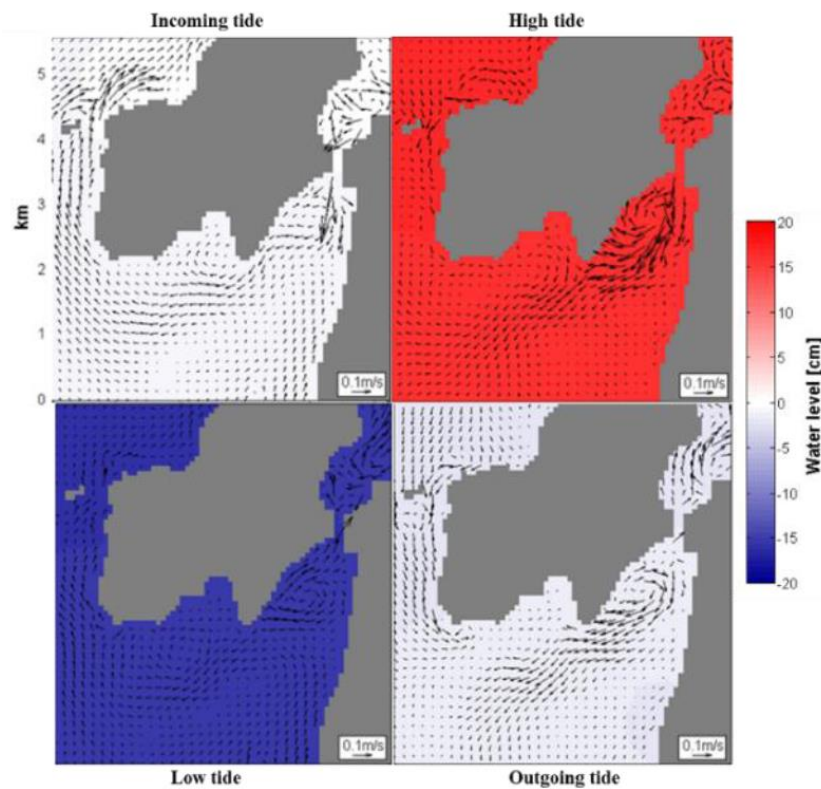 Incoming tide
High tide
5
4
3
2
1
0
km
0.1m/s
0.1m/s
20
15
10
5
0
-5
-10
-15
-20
Water level [cm]
0.1m/s
0.1m/s
Low tide
Outgoing tide